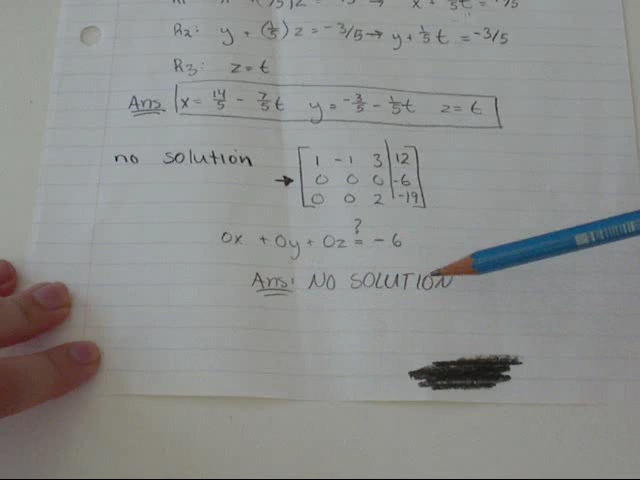 R2: y + (1/5) z = -3/5 → y + 1/5 t = -3/5
R3: z = t
Ans x = 14/5 - 7/5 t y = -3/5 - 1/5 t z = t
no solution
→ [ 1 -1 3 | 12 ]
[ 0 0 0 | -6 ]
[ 0 0 2 | -19 ]
0x + 0y + 0z ≟ -6
Ans: NO SOLUTION